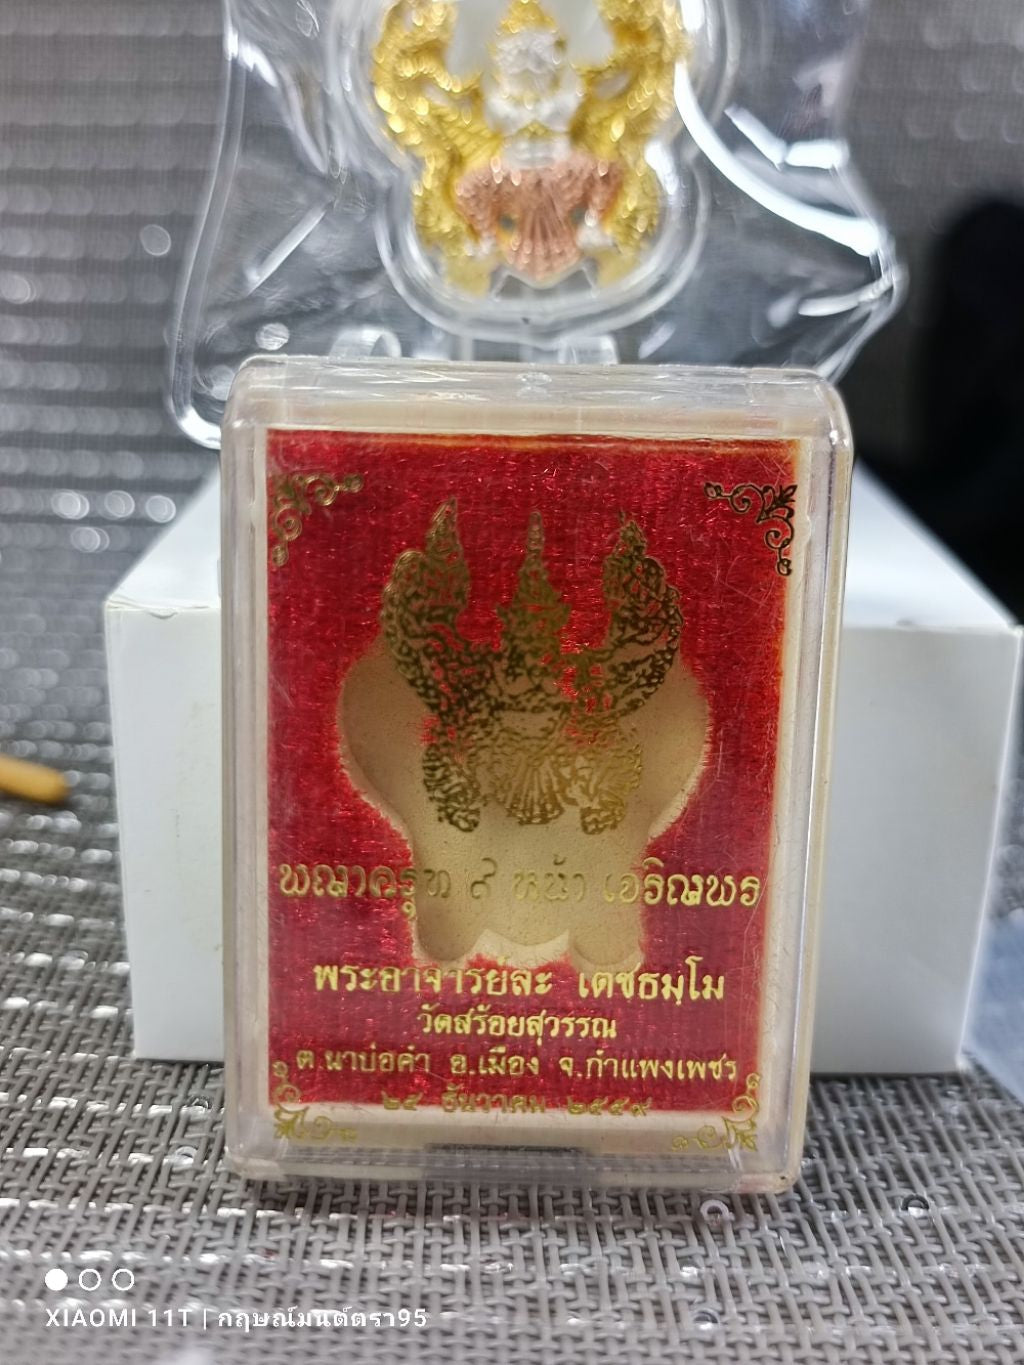 พญาครุฑ ๙ หน้า เจริญพร
พระอาจารย์ละ เตชธมฺโม
วัดสร้อยสุวรรณ
ต.นาบ่อคำ อ.เมือง จ.กำแพงเพชร
๒๕ ธันวาคม ๒๕๕๙
XIAOMI 11T | กฤษณ์มนต์ตรา95